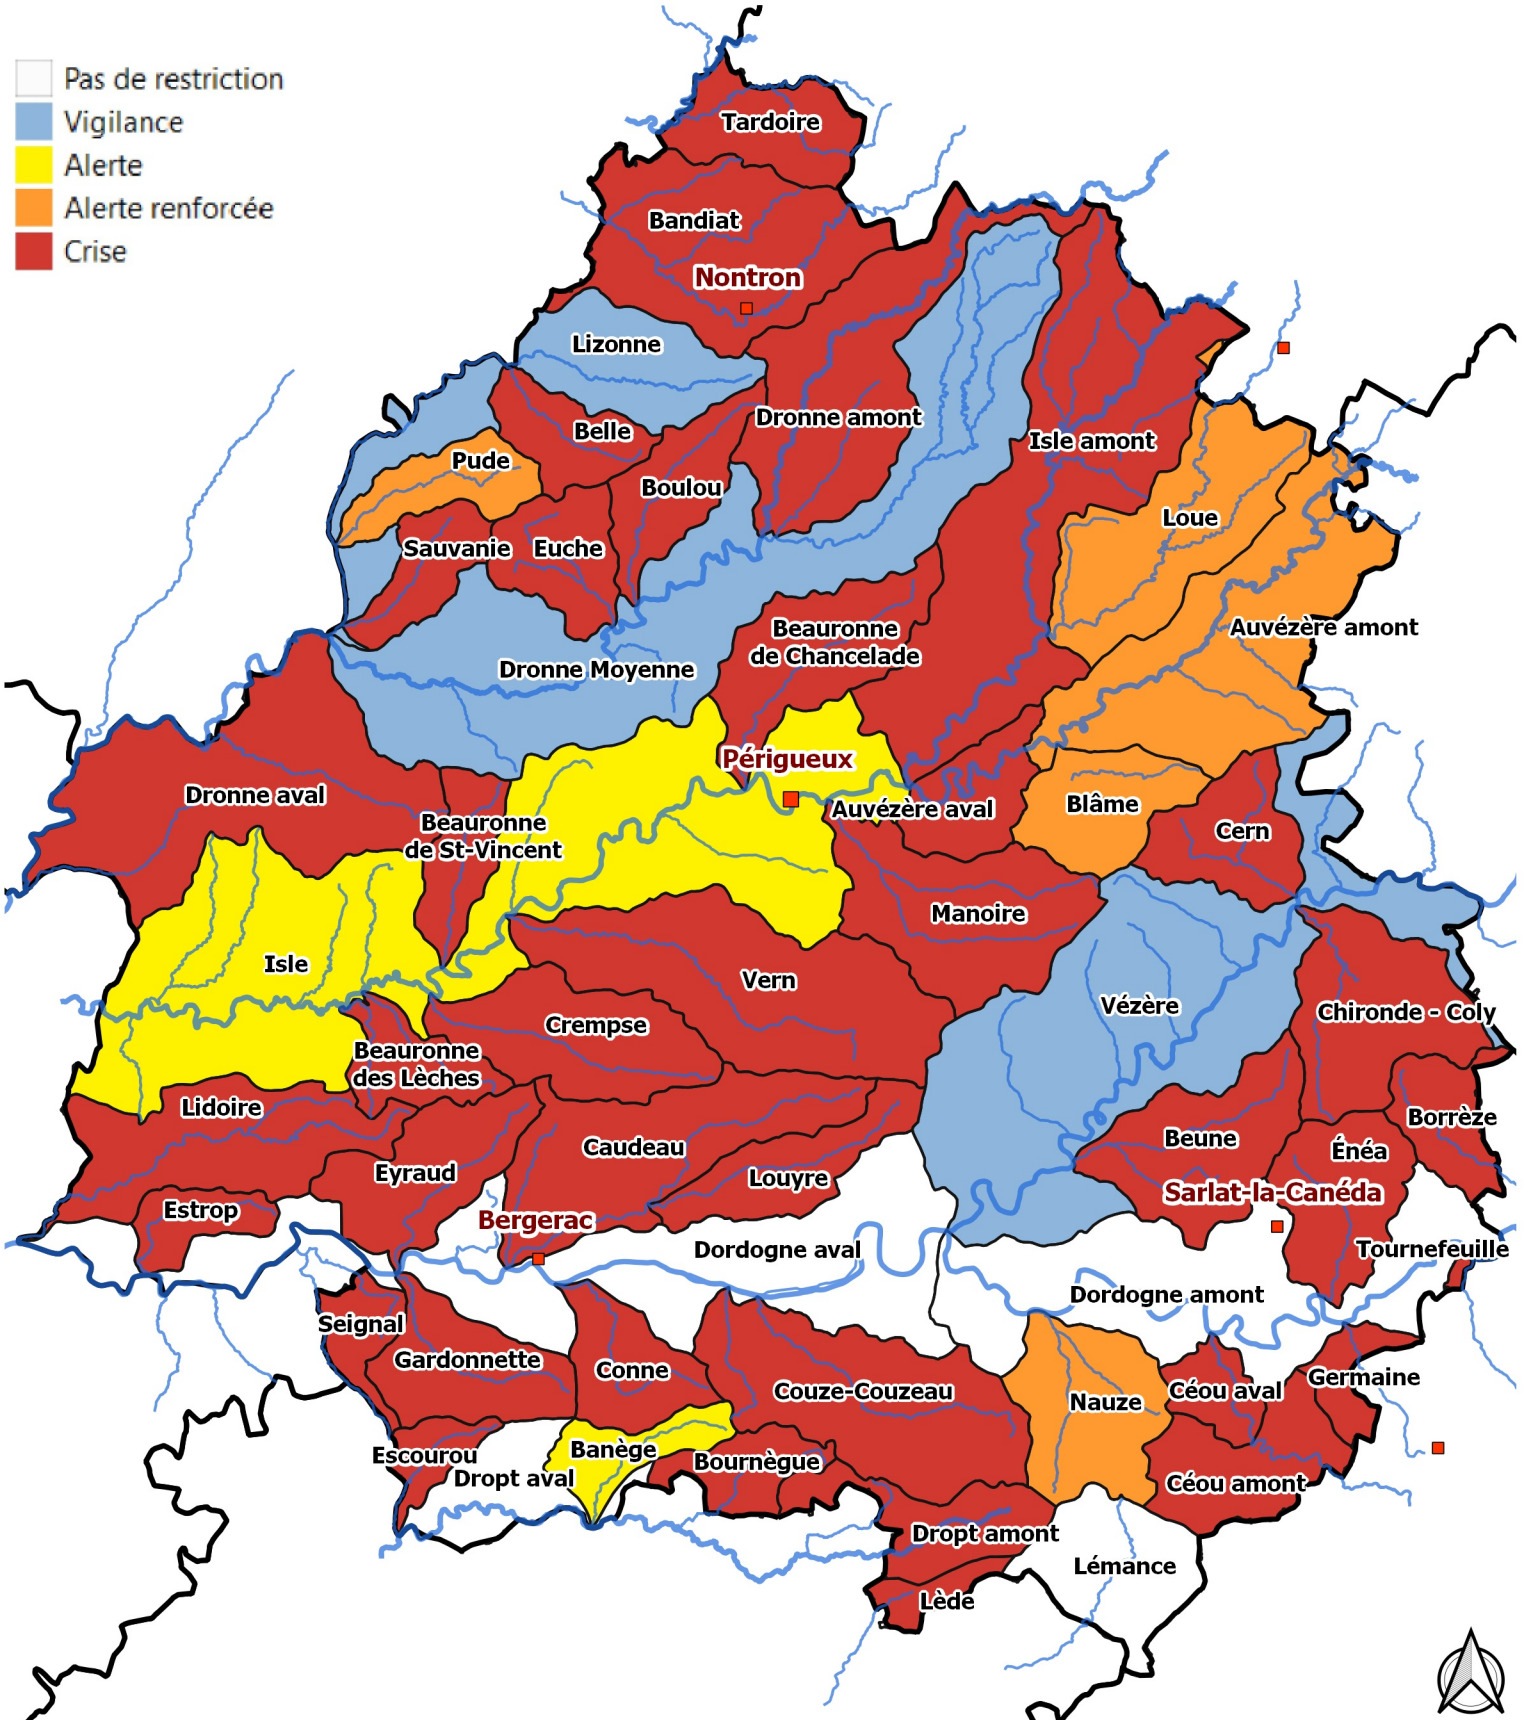 Pas de restriction
Vigilance
Alerte
Alerte renforcée
Crise
Tardoire
Bandiat
Nontron
Lizonne
Belle
Dronne amont
Isle amont
Pude
Boulou
Loue
Sauvanie
Euche
Auvézère amont
Beauronne
de Chancelade
Dronne Moyenne
Périgueux
Dronne aval
Auvézère aval
Blâme
Beauronne
de St-Vincent
Cern
Manoire
Isle
Vern
Vézère
Chironde - Coly
Crempse
Beauronne
des Lèches
Lidoire
Borrèze
Beune
Caudeau
Énéa
Eyraud
Louyre
Sarlat-la-Canéda
Estrop
Bergerac
Dordogne aval
Tournefeuille
Dordogne amont
Seignal
Gardonnette
Conne
Couze-Couzeau
Germaine
Céou aval
Nauze
Banège
Escourou
Bournègue
Dropt aval
Céou amont
Dropt amont
Lémance
Lède